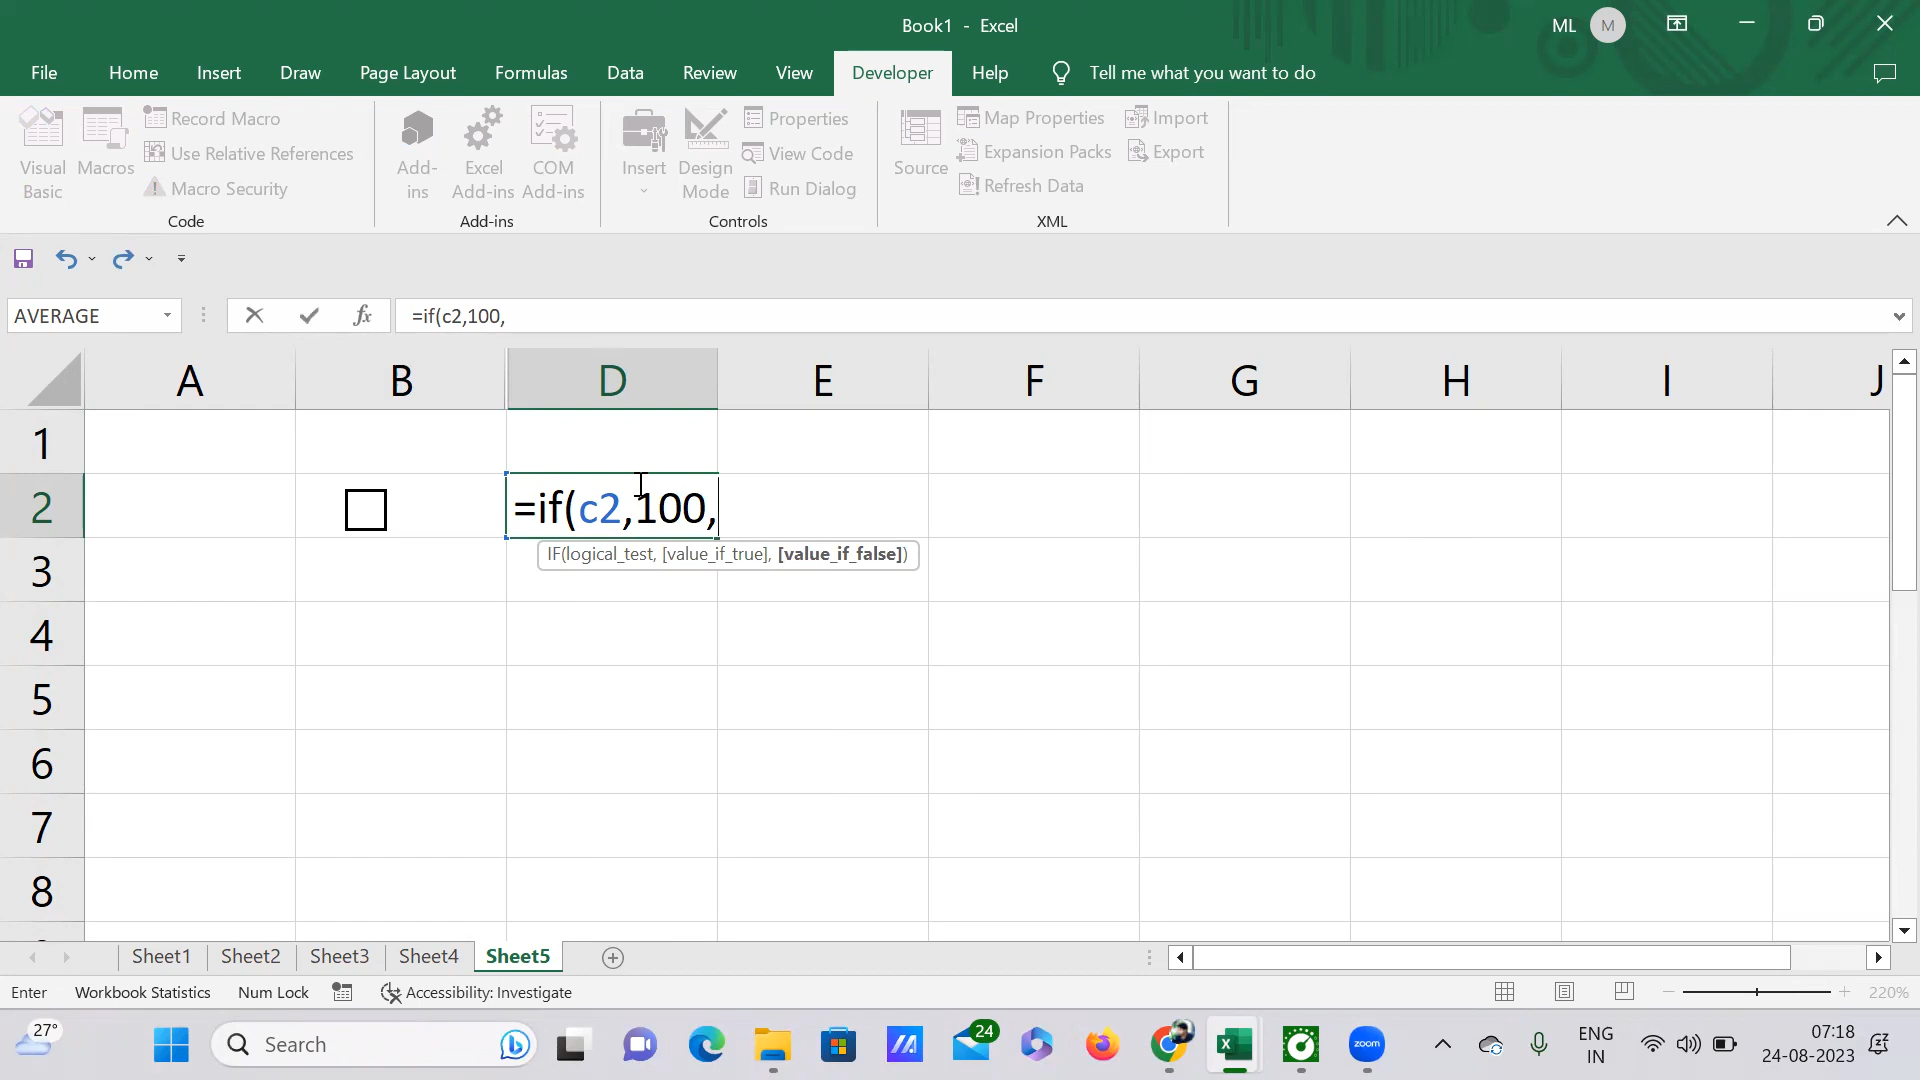 Book1 - Excel
ML M
File Home Insert Draw Page Layout Formulas Data Review View Developer Help Tell me what you want to do
Visual Basic
Macros
Record Macro
Use Relative References
Macro Security
Code
Add-ins
Excel Add-ins
COM Add-ins
Add-ins
Insert
Design Mode
Properties
View Code
Run Dialog
Controls
Source
Map Properties
Expansion Packs
Refresh Data
Import
Export
XML
AVERAGE
fx
=if(c2,100,
A B D E F G H I J
1
2 =if(c2,100,
IF(logical_test, [value_if_true], [value_if_false])
3
4
5
6
7
8
Sheet1 Sheet2 Sheet3 Sheet4 Sheet5
Enter Workbook Statistics Num Lock Accessibility: Investigate 220%
27°
Search
24
zoom
ENG
IN
07:18
24-08-2023